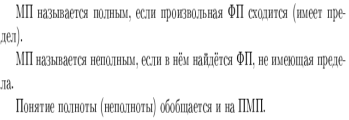 МП называется полным, если произвольная ФП сходится (имеет пре-
дел).
МП называется неполным, если в нём найдётся ФП, не имеющая преде-
ла.
Понятие полноты (неполноты) обобщается и на ПМП.